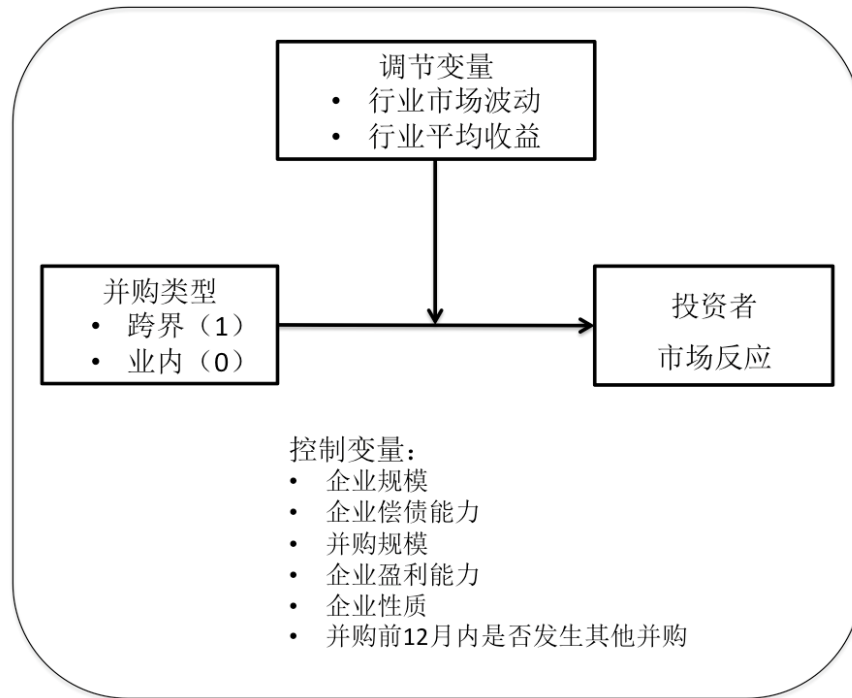 调节变量
• 行业市场波动
• 行业平均收益
并购类型
• 跨界（1）
• 业内（0）
投资者
市场反应
控制变量：
• 企业规模
• 企业偿债能力
• 并购规模
• 企业盈利能力
• 企业性质
• 并购前12月内是否发生其他并购